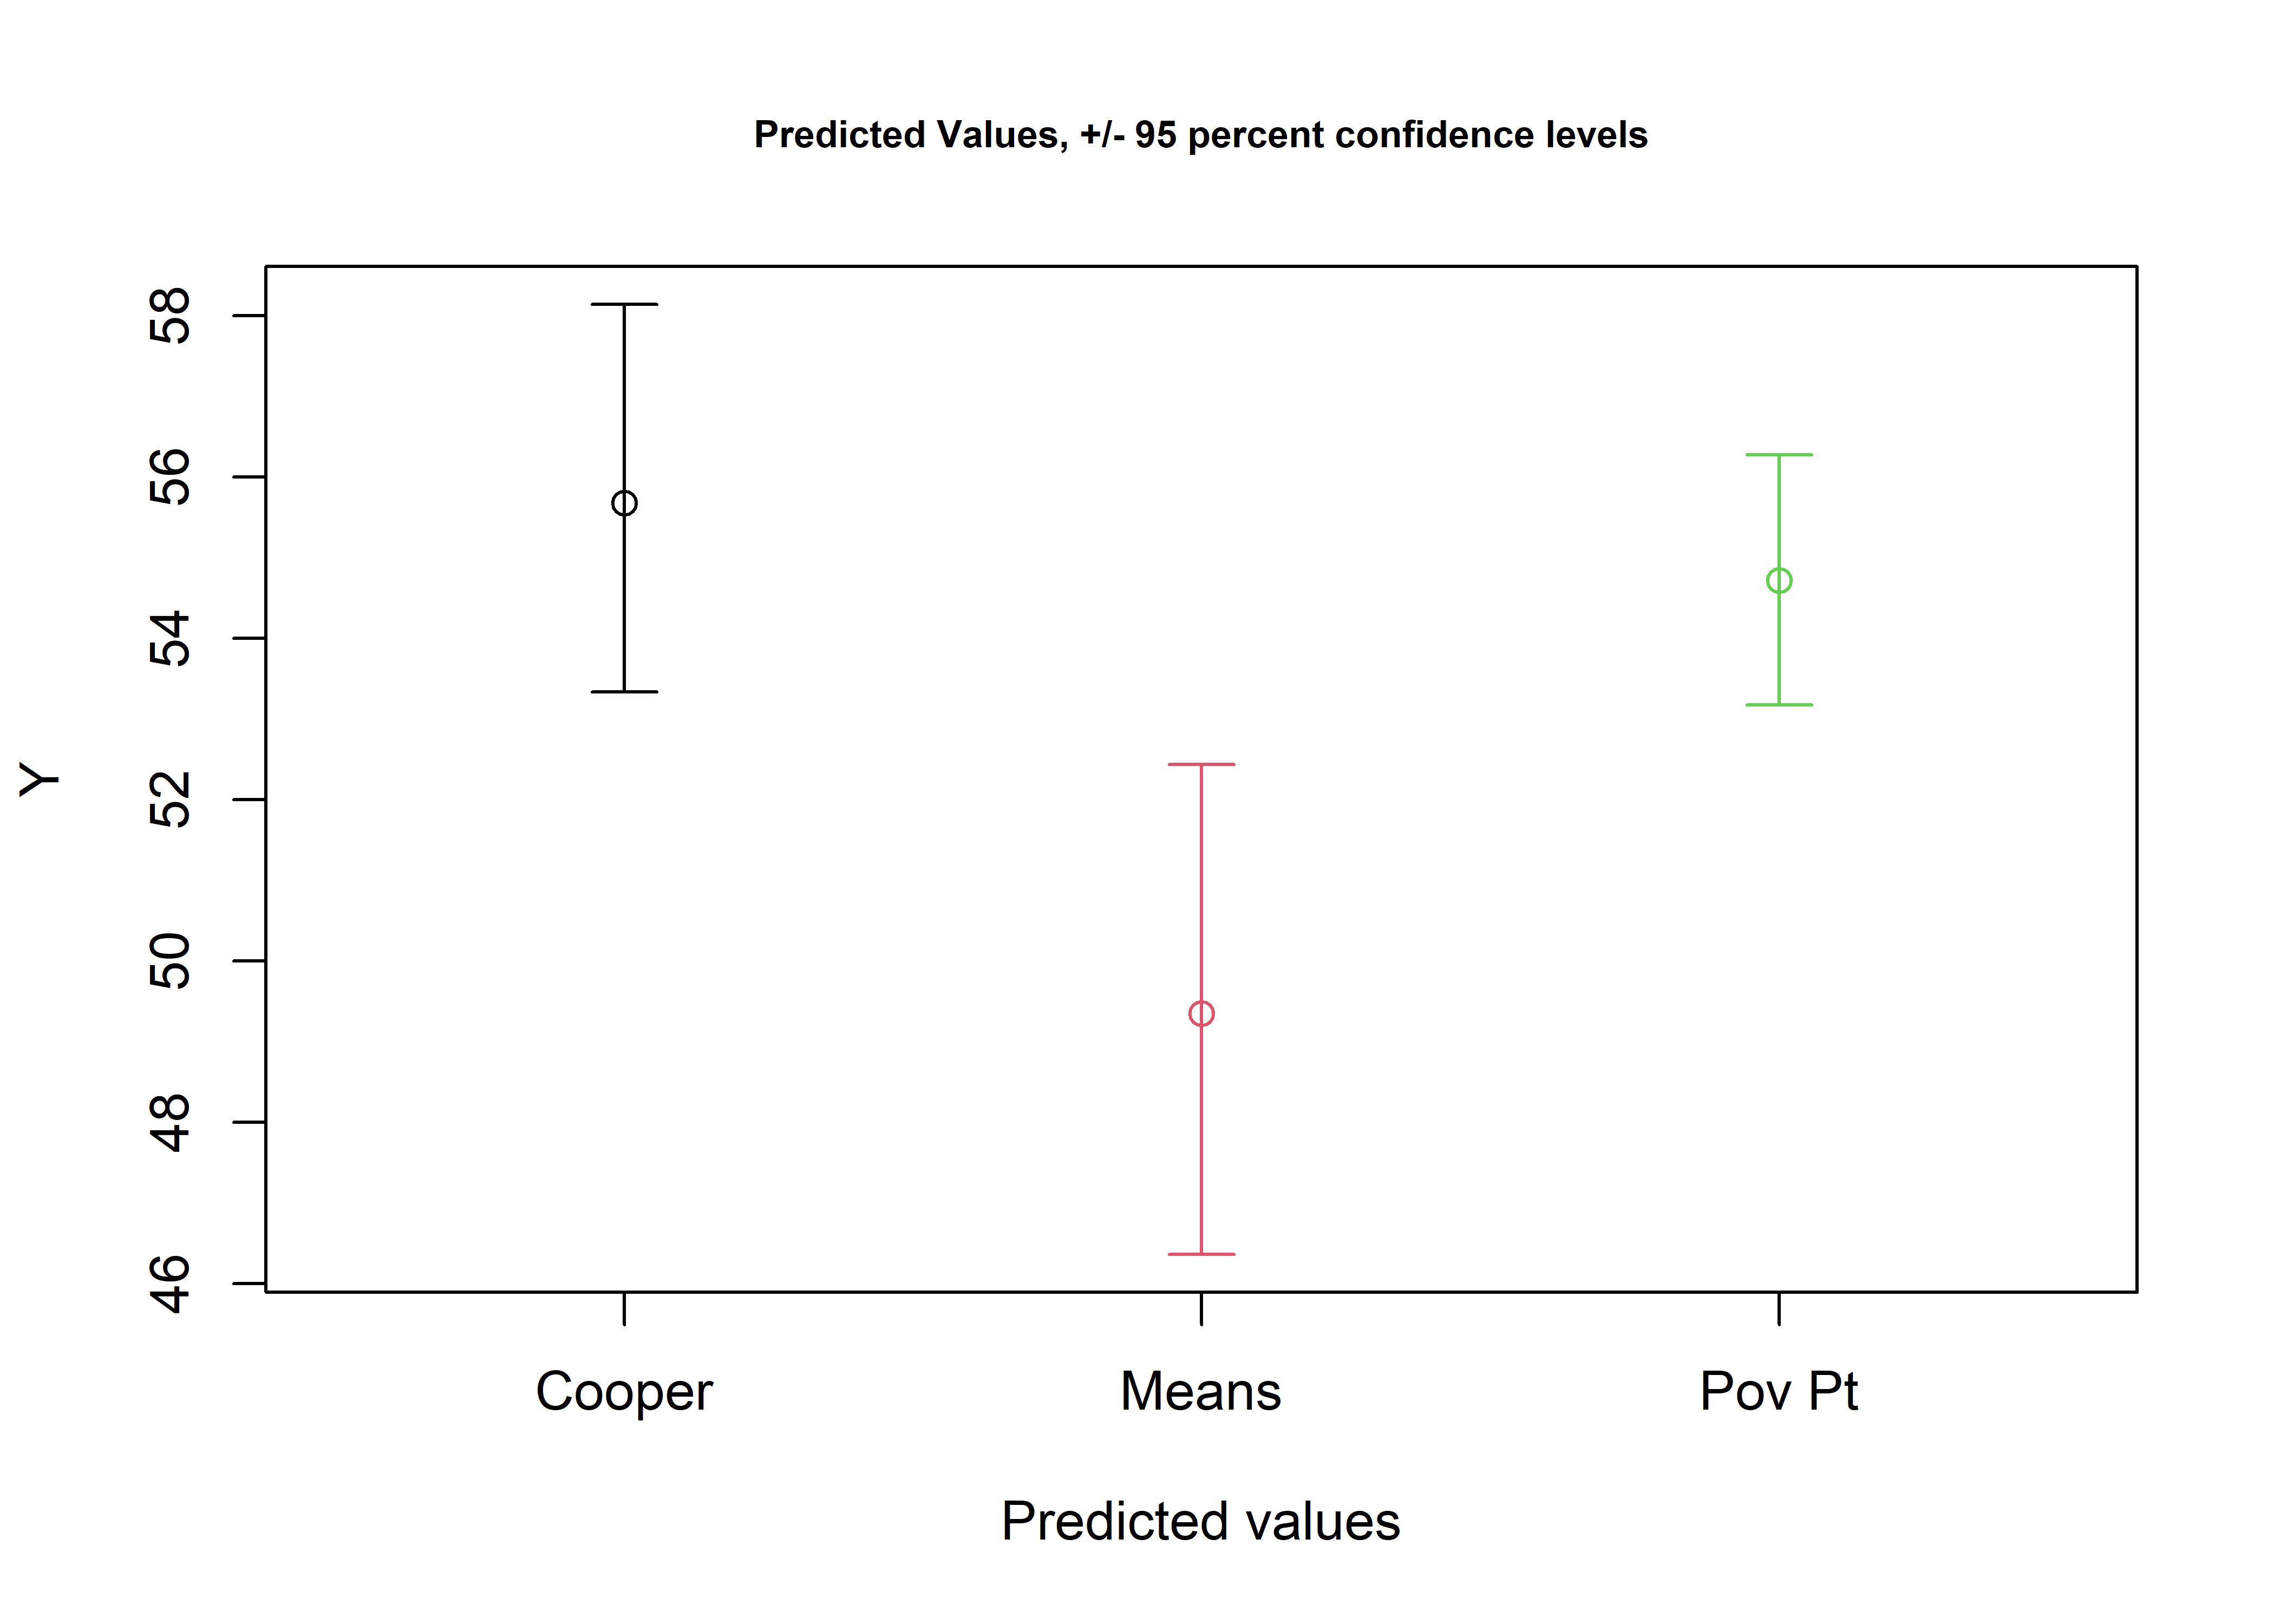 Predicted Values, +/- 95 percent confidence levels
58
56
54
52
50
48
46
Y
Cooper Means Pov Pt
Predicted values